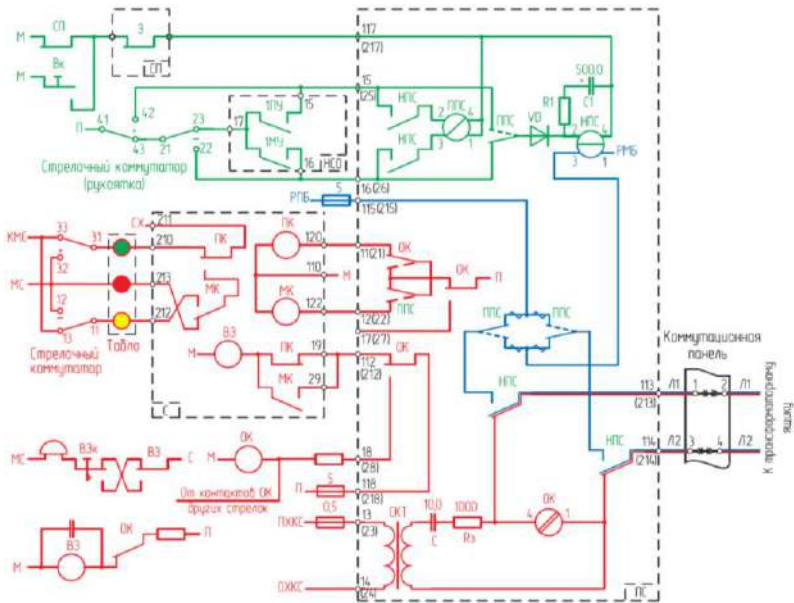 СП
З
117
(217)
М
СП
Вк
М
15
(25)
42
41
П
43
21
23
22
17
1ПУ
15
1МУ
16
НСО
Стрелочный коммутатор
(рукоятка)
НПС
ППС
2
4
3
1
НПС
ППС
VD
R1
500,0
С1
2
4
НПС
3
1
РМБ
16 (26)
РПБ
5
115 (215)
КМС
33
31
32
СХ
211
210
ПК
МС
213
МК
212
12
13
11
Табло
Стрелочный
коммутатор
ПК
120
110
М
МК
122
11(21)
ОК
ОК
П
12(22)
ППС
17(27)
ВЗ
М
ПК
19
МК
29
С
112
(212)
ОК
ППС
ППС
НПС
НПС
Коммутационная
панель
113
(213)
Л1
1
2
Л1
114
(214)
Л2
3
4
Л2
К трансформаторному
ящику
МС
ВЗк
ВЗ
С
М
ОК
18
(28)
От контактов ОК
других стрелок
П
5
118
(218)
ПХКС
0,5
13
(23)
СКТ
10,0
С
1000
Rз
4
ОК
1
ОХКС
14
(24)
ПС
М
ВЗ
ОК
П